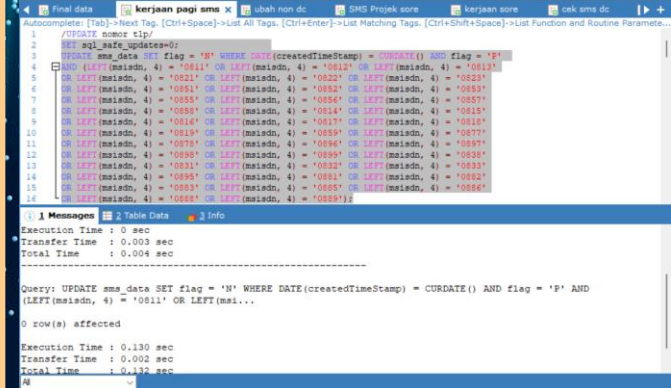 Final data kerjaan pagi sms x ubah non dc SMS Projek sore kerjaan sore cek sms dc
Autocomplete: [Tab]->Next Tag. [Ctrl+Space]->List All Tags. [Ctrl+Enter]->List Matching Tags. [Ctrl+Shift+Space]->List Function and Routine Paramete...
1 /UPDATE nomor tlp/
2 SET sql_safe_updates=0;
3 UPDATE sms_data SET flag = 'N' WHERE DATE(createdTimeStamp) = CURDATE() AND flag = 'P'
4 AND (LEFT(msisdn, 4) = '0811' OR LEFT(msisdn, 4) = '0812' OR LEFT(msisdn, 4) = '0813'
5 OR LEFT(msisdn, 4) = '0821' OR LEFT(msisdn, 4) = '0822' OR LEFT(msisdn, 4) = '0823'
6 OR LEFT(msisdn, 4) = '0851' OR LEFT(msisdn, 4) = '0852' OR LEFT(msisdn, 4) = '0853'
7 OR LEFT(msisdn, 4) = '0855' OR LEFT(msisdn, 4) = '0856' OR LEFT(msisdn, 4) = '0857'
8 OR LEFT(msisdn, 4) = '0858' OR LEFT(msisdn, 4) = '0814' OR LEFT(msisdn, 4) = '0815'
9 OR LEFT(msisdn, 4) = '0816' OR LEFT(msisdn, 4) = '0817' OR LEFT(msisdn, 4) = '0818'
10 OR LEFT(msisdn, 4) = '0819' OR LEFT(msisdn, 4) = '0859' OR LEFT(msisdn, 4) = '0877'
11 OR LEFT(msisdn, 4) = '0878' OR LEFT(msisdn, 4) = '0896' OR LEFT(msisdn, 4) = '0897'
12 OR LEFT(msisdn, 4) = '0898' OR LEFT(msisdn, 4) = '0899' OR LEFT(msisdn, 4) = '0838'
13 OR LEFT(msisdn, 4) = '0831' OR LEFT(msisdn, 4) = '0832' OR LEFT(msisdn, 4) = '0833'
14 OR LEFT(msisdn, 4) = '0895' OR LEFT(msisdn, 4) = '0881' OR LEFT(msisdn, 4) = '0882'
15 OR LEFT(msisdn, 4) = '0883' OR LEFT(msisdn, 4) = '0885' OR LEFT(msisdn, 4) = '0886'
16 OR LEFT(msisdn, 4) = '0888' OR LEFT(msisdn, 4) = '0889');
1 Messages 2 Table Data 3 Info
Execution Time : 0 sec
Transfer Time : 0.003 sec
Total Time : 0.004 sec
--------------------------------------------------------------
Query: UPDATE sms_data SET flag = 'N' WHERE DATE(createdTimeStamp) = CURDATE() AND flag = 'P' AND
(LEFT(msisdn, 4) = '0811' OR LEFT(msi...
0 row(s) affected
Execution Time : 0.130 sec
Transfer Time : 0.002 sec
Total Time : 0.132 sec
All